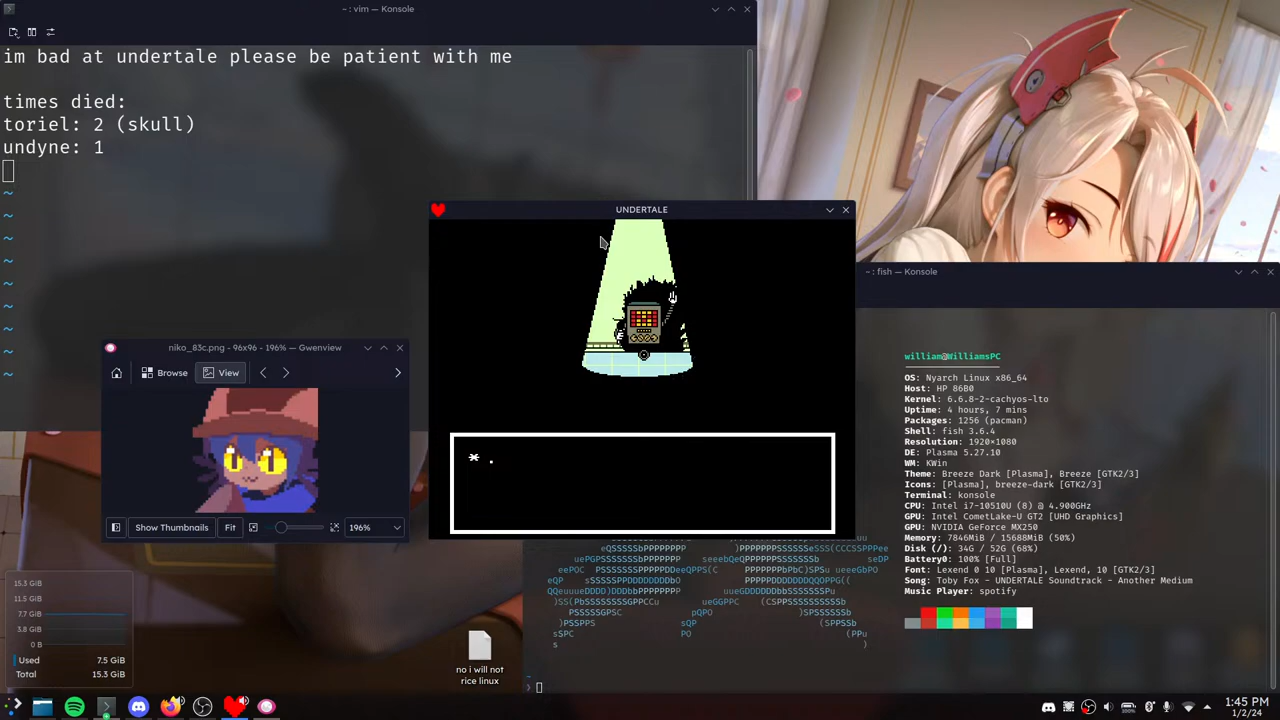 ~ : vim — Konsole
im bad at undertale please be patient with me
times died:
toriel: 2 (skull)
undyne: 1
~
~
~
~
~
~
~
~
~
UNDERTALE
* .
niko_83c.png - 96x96 - 196% — Gwenview
Browse
View
Show Thumbnails
Fit
196%
~ : fish — Konsole
william@WilliamsPC
OS: Nyarch Linux x86_64
Host: HP 86B0
Kernel: 6.6.8-2-cachyos-lto
Uptime: 4 hours, 7 mins
Packages: 1256 (pacman)
Shell: fish 3.6.4
Resolution: 1920×1080
DE: Plasma 5.27.10
WM: KWin
Theme: Breeze Dark [Plasma], Breeze [GTK2/3]
Icons: [Plasma], breeze-dark [GTK2/3]
Terminal: konsole
CPU: Intel i7-10510U (8) @ 4.900GHz
GPU: Intel CometLake-U GT2 [UHD Graphics]
GPU: NVIDIA GeForce MX250
Memory: 7846MiB / 15688MiB (50%)
Disk (/): 34G / 52G (68%)
Battery0: 100% [Full]
Font: Lexend 0 10 [Plasma], Lexend, 10 [GTK2/3]
Song: Toby Fox - UNDERTALE Soundtrack - Another Medium
Music Player: spotify
15.3 GiB
11.5 GiB
7.7 GiB
3.8 GiB
0 B
Used 7.5 GiB
Total 15.3 GiB
no i will not
rice linux
1:45 PM
1/2/24